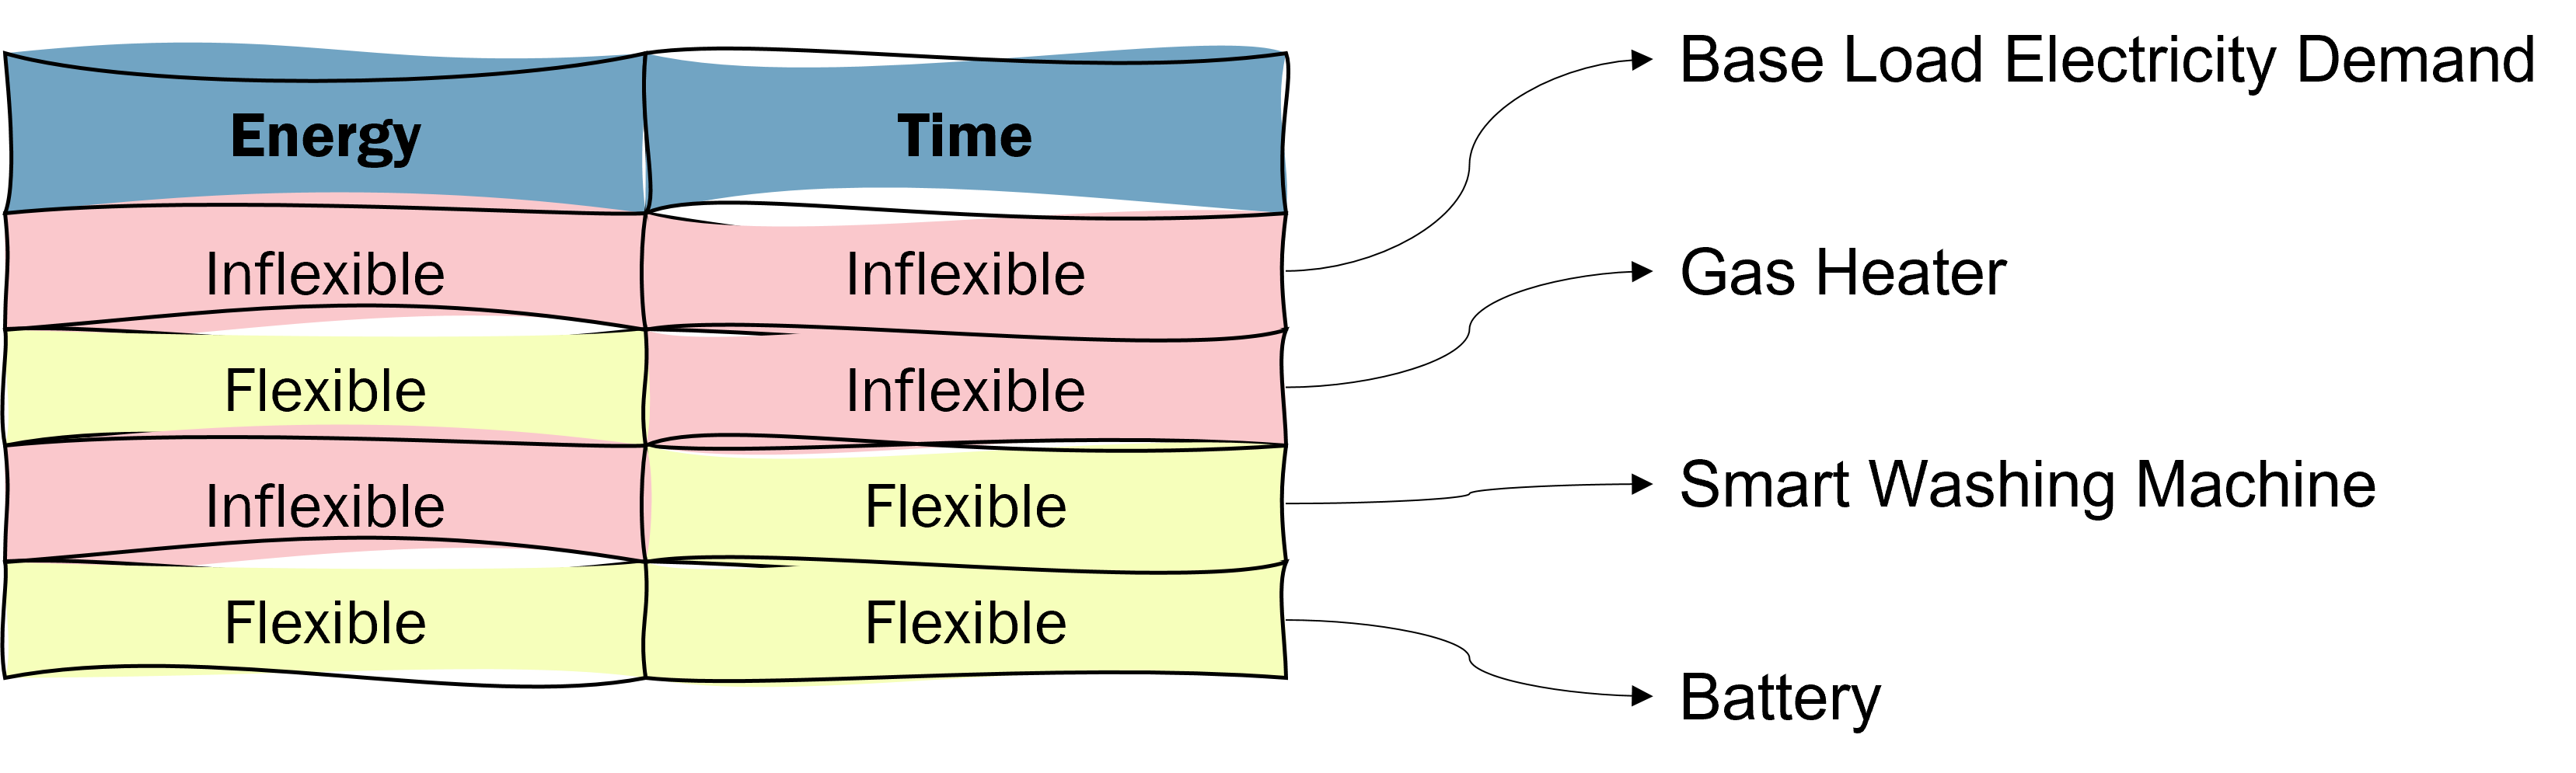 Energy Time
Inflexible Inflexible
Flexible Inflexible
Inflexible Flexible
Flexible Flexible
Base Load Electricity Demand
Gas Heater
Smart Washing Machine
Battery